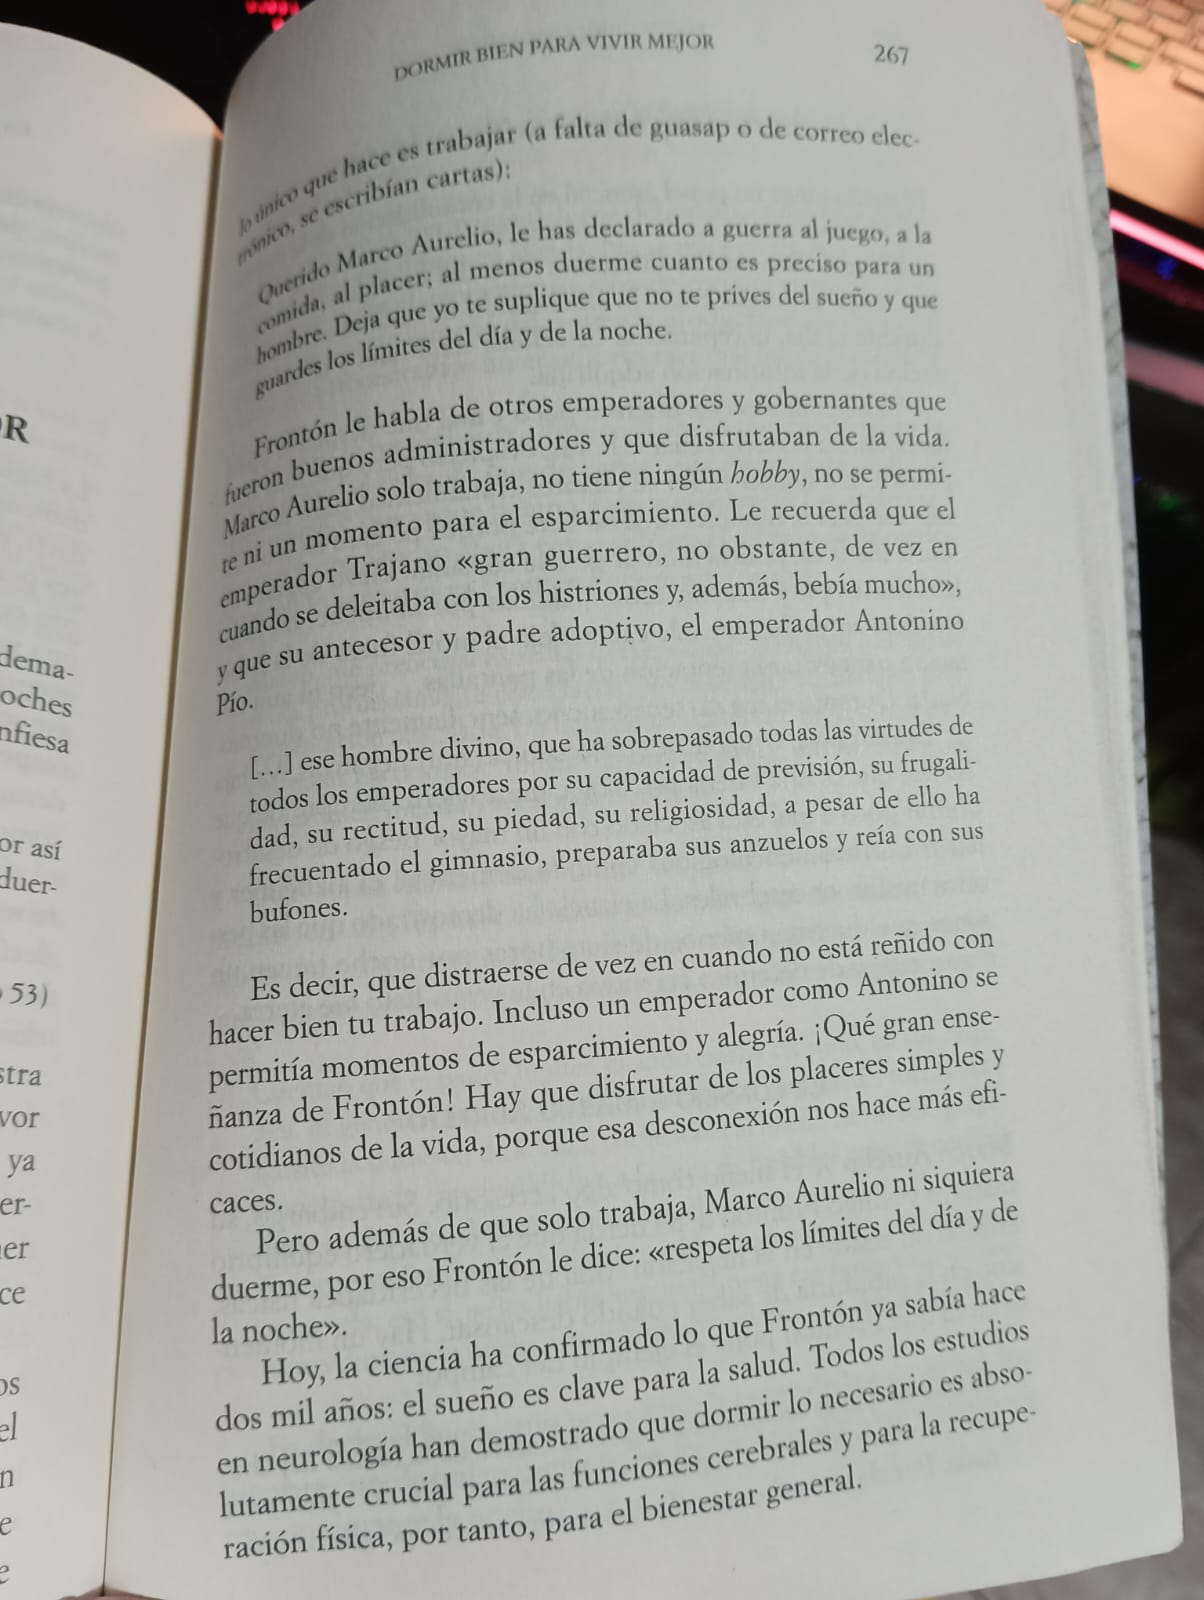 OR
dema-
oches
nfiesa
or así
duer-
53)
stra
vor
ya
er-
er
ce
os
el
n
e
e
DORMIR BIEN PARA VIVIR MEJOR 267
lo único que hace es trabajar (a falta de guasap o de correo elec-
trónico, se escribían cartas):
Querido Marco Aurelio, le has declarado a guerra al juego, a la
comida, al placer; al menos duerme cuanto es preciso para un
hombre. Deja que yo te suplique que no te prives del sueño y que
guardes los límites del día y de la noche.
Frontón le habla de otros emperadores y gobernantes que
fueron buenos administradores y que disfrutaban de la vida.
Marco Aurelio solo trabaja, no tiene ningún hobby, no se permi-
te ni un momento para el esparcimiento. Le recuerda que el
emperador Trajano «gran guerrero, no obstante, de vez en
cuando se deleitaba con los histriones y, además, bebía mucho»,
y que su antecesor y padre adoptivo, el emperador Antonino
Pío.
[...] ese hombre divino, que ha sobrepasado todas las virtudes de
todos los emperadores por su capacidad de previsión, su frugali-
dad, su rectitud, su piedad, su religiosidad, a pesar de ello ha
frecuentado el gimnasio, preparaba sus anzuelos y reía con sus
bufones.
Es decir, que distraerse de vez en cuando no está reñido con
hacer bien tu trabajo. Incluso un emperador como Antonino se
permitía momentos de esparcimiento y alegría. ¡Qué gran ense-
ñanza de Frontón! Hay que disfrutar de los placeres simples y
cotidianos de la vida, porque esa desconexión nos hace más efi-
caces.
Pero además de que solo trabaja, Marco Aurelio ni siquiera
duerme, por eso Frontón le dice: «respeta los límites del día y de
la noche».
Hoy, la ciencia ha confirmado lo que Frontón ya sabía hace
dos mil años: el sueño es clave para la salud. Todos los estudios
en neurología han demostrado que dormir lo necesario es abso-
lutamente crucial para las funciones cerebrales y para la recupe-
ración física, por tanto, para el bienestar general.